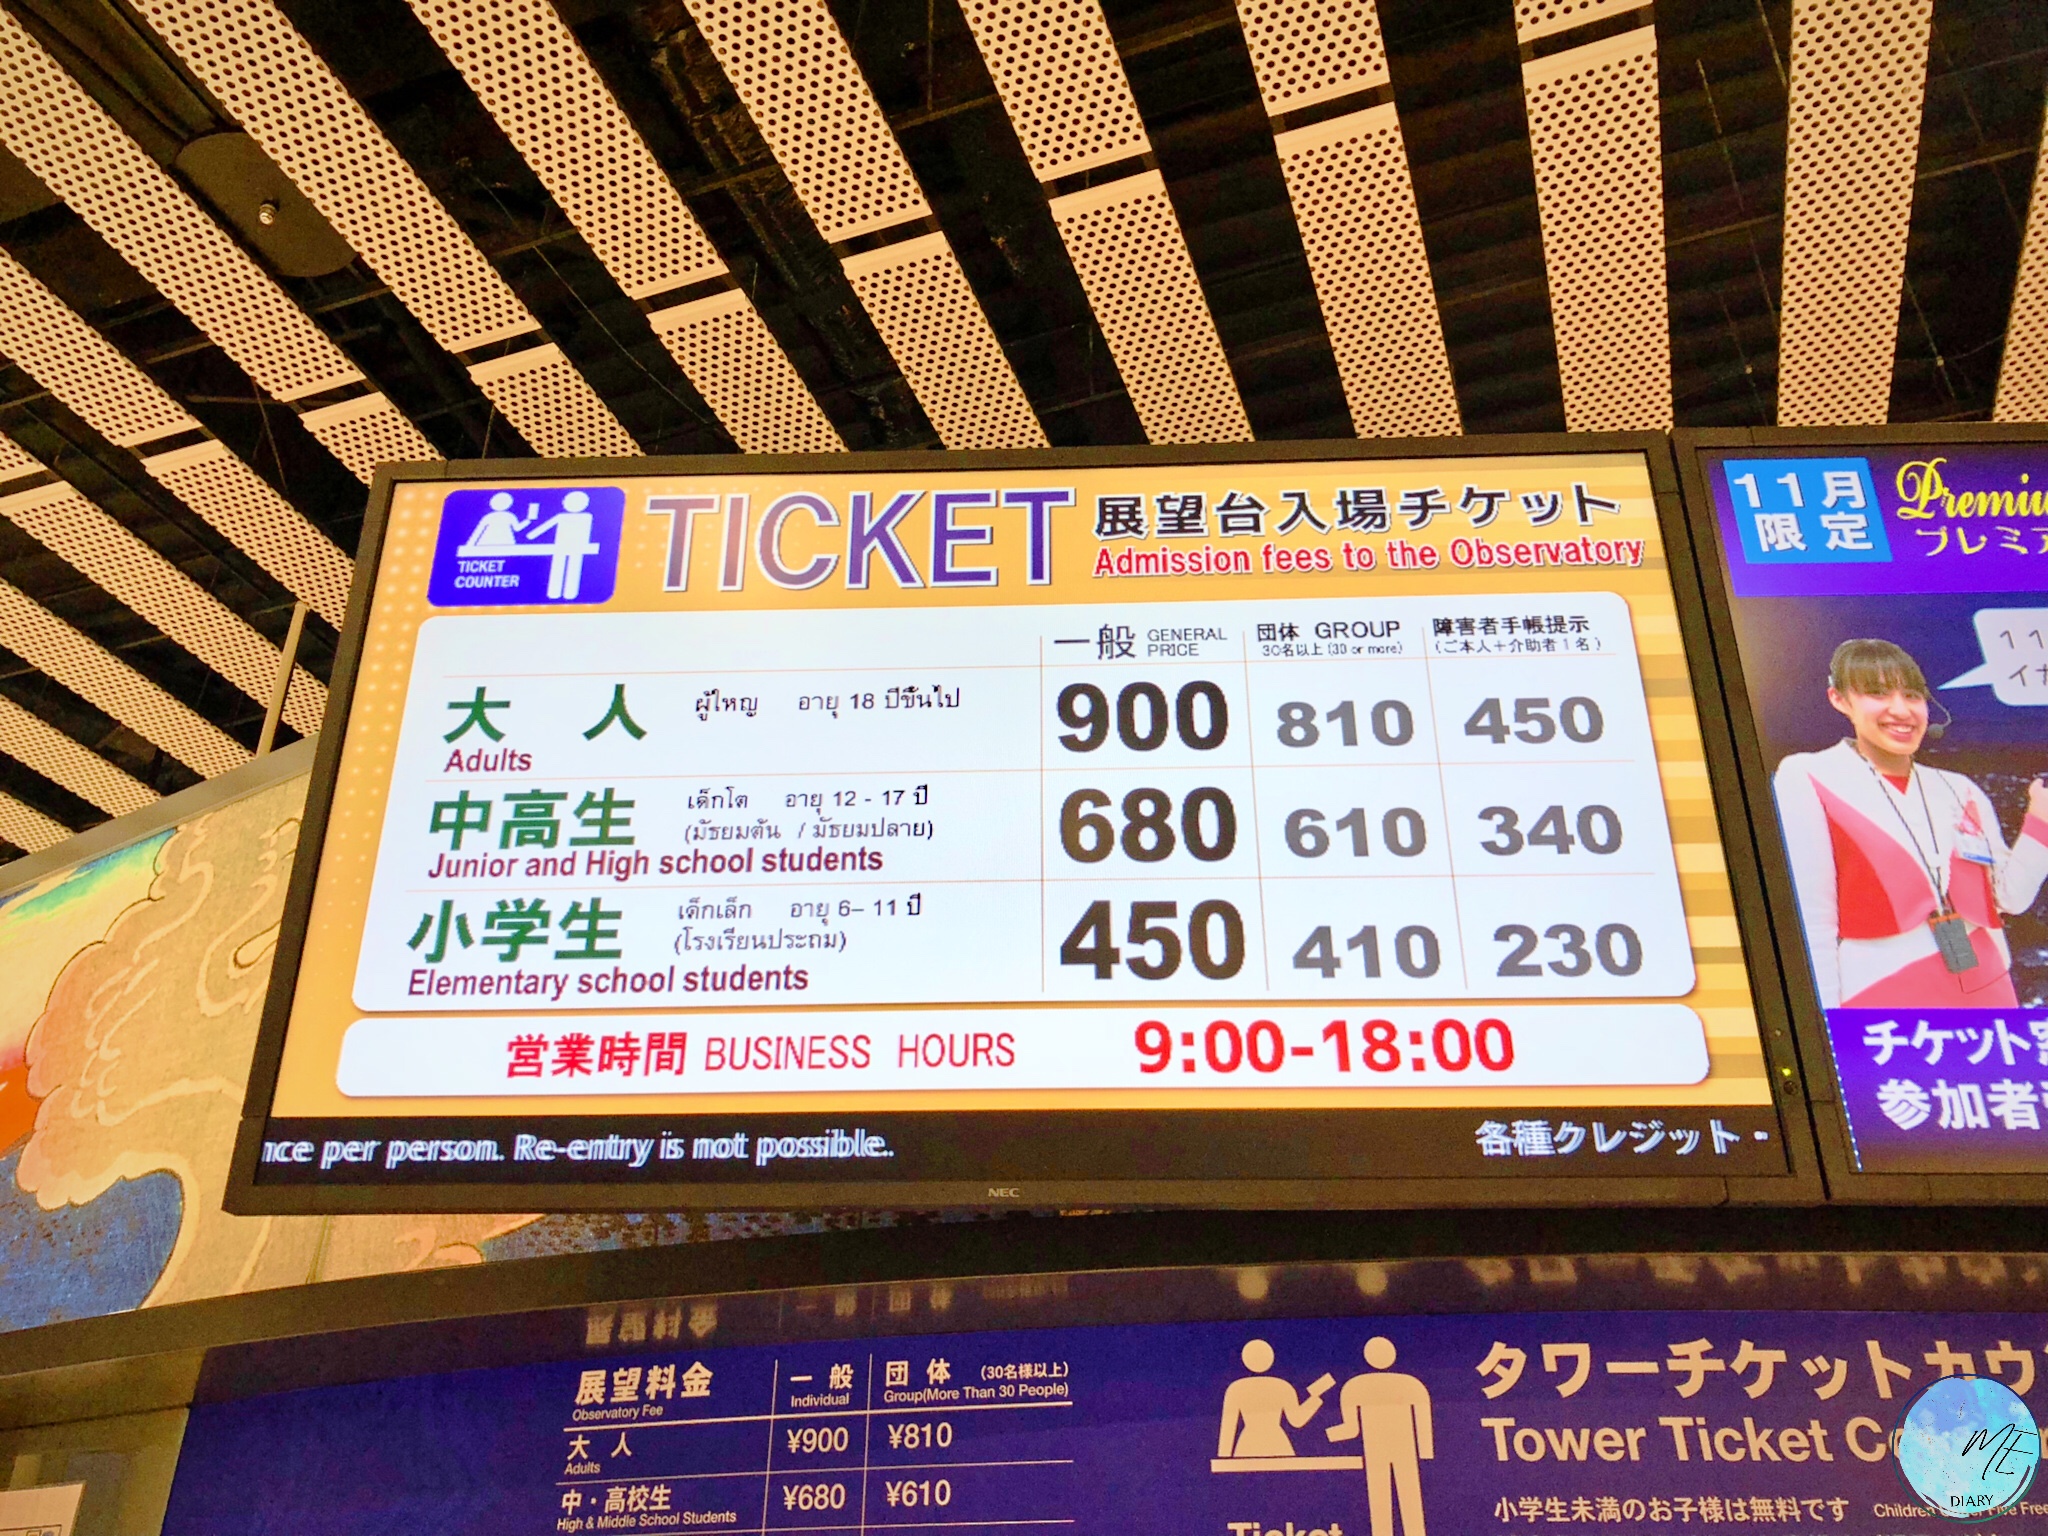 TICKET COUNTER
TICKET 展望台入場チケット
Admission fees to the Observatory
一般 GENERAL PRICE
団体 GROUP
30名以上 (30 or more)
障害者手帳提示
(ご本人+介助者1名)
大 人 ผู้ใหญ่ อายุ 18 ปีขึ้นไป 900 810 450
Adults
中高生 เด็กโต อายุ 12 - 17 ปี 680 610 340
(มัธยมต้น / มัธยมปลาย)
Junior and High school students
小学生 เด็กเล็ก อายุ 6– 11 ปี 450 410 230
(โรงเรียนประถม)
Elementary school students
営業時間 BUSINESS HOURS 9:00-18:00
per person. Re-entry is not possible. 各種クレジット・
NEC
11月
限定
チケット
参加者
展望料金 一般 団体 (30名様以上)
Observatory Fee Individual Group(More Than 30 People)
大 人 ¥900 ¥810
Adults
中・高校生 ¥680 ¥610
High & Middle School Students
タワーチケットカウ
Tower Ticket
小学生未満のお子様は無料です
Ticket
ME
DIARY